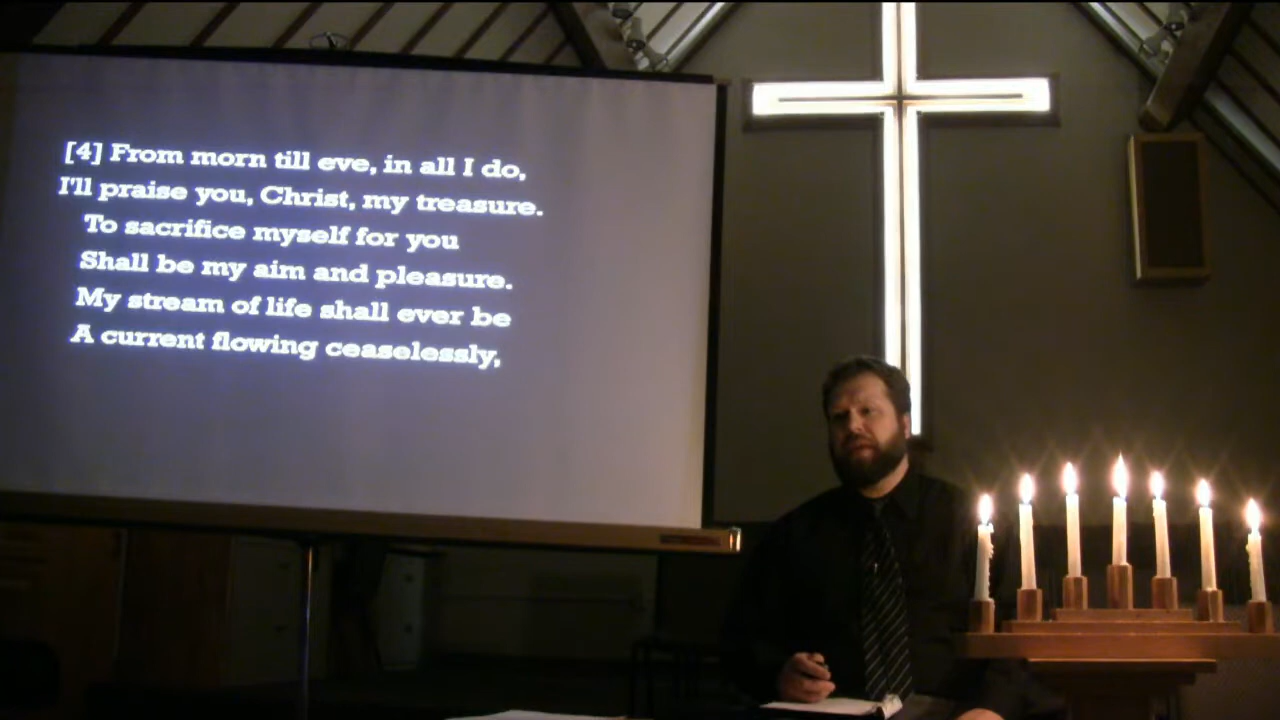 [4] From morn till eve, in all I do,
I'll praise you, Christ, my treasure.
To sacrifice myself for you
Shall be my aim and pleasure.
My stream of life shall ever be
A current flowing ceaselessly,